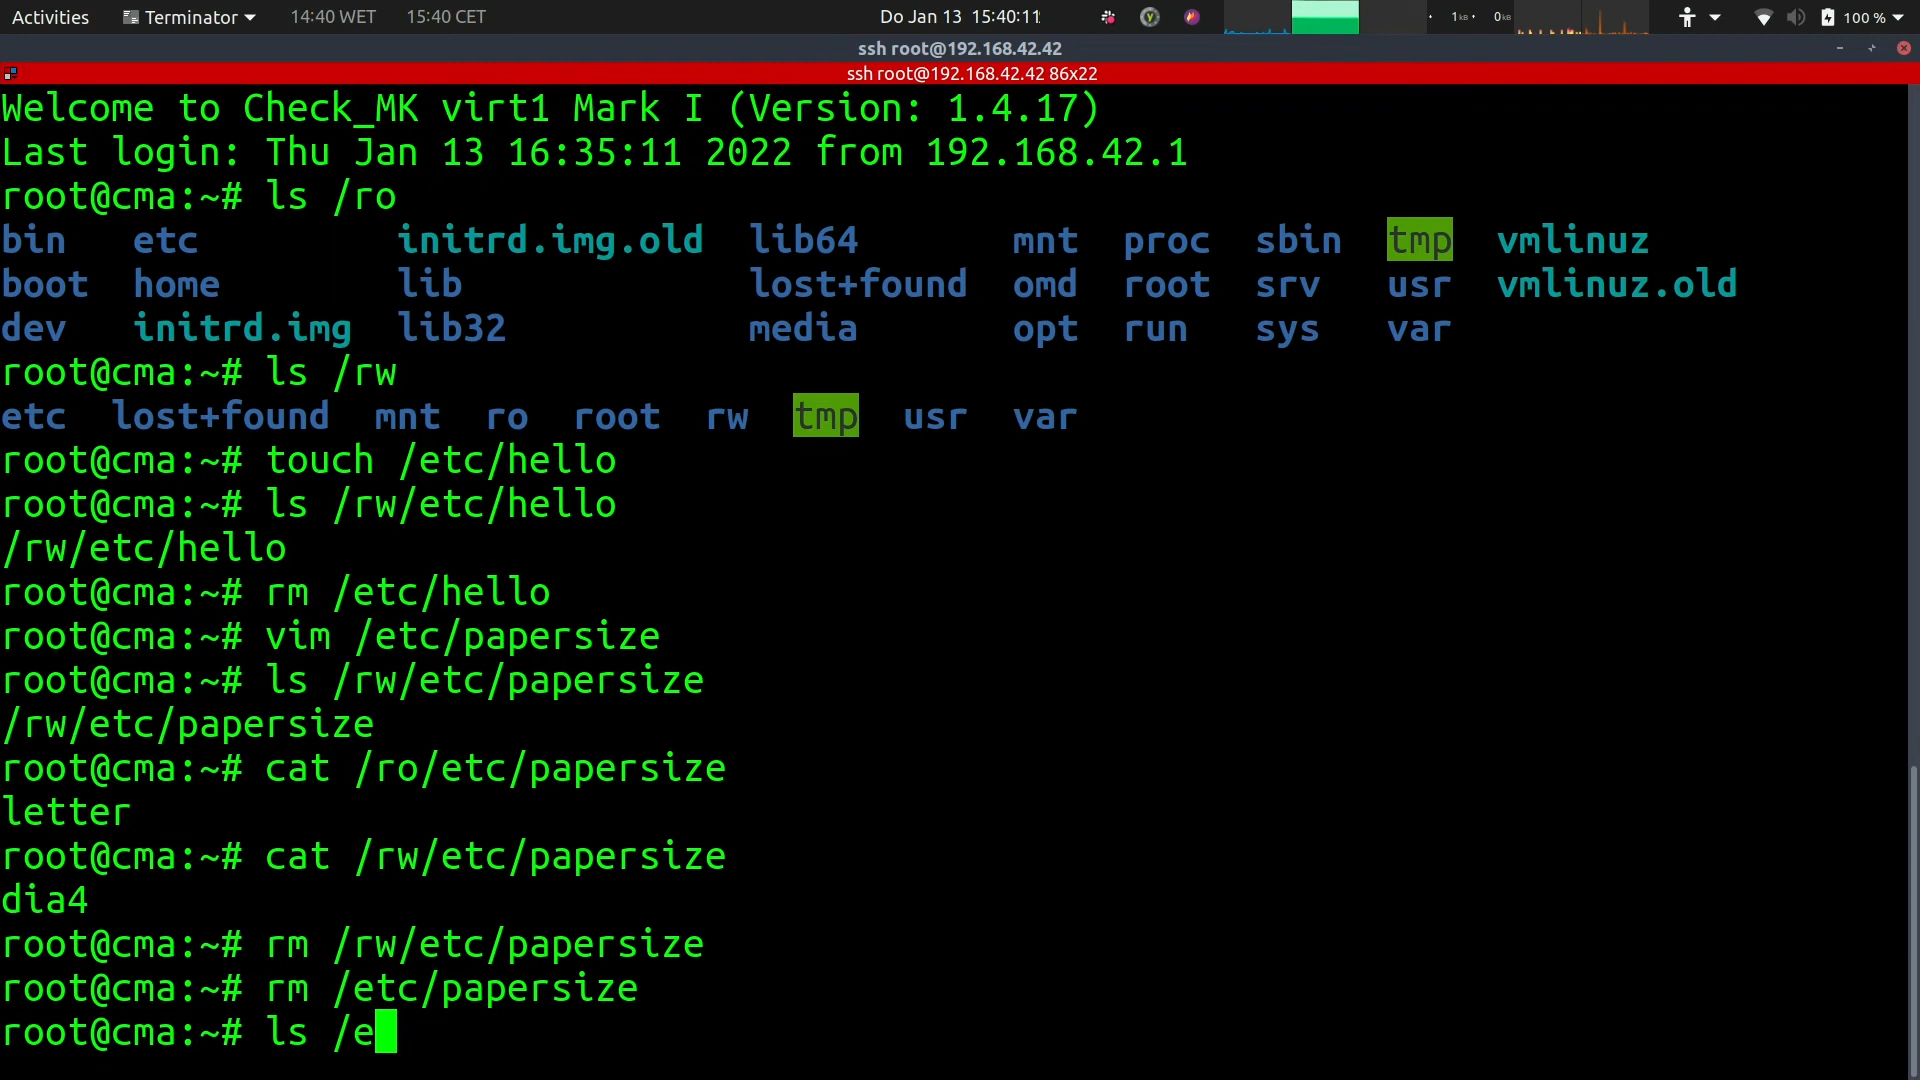 Activities Terminator 14:40 WET 15:40 CET Do Jan 13 15:40:11 1kB 0kB 100 %
ssh root@192.168.42.42
ssh root@192.168.42.42 86x22
Welcome to Check_MK virt1 Mark I (Version: 1.4.17)
Last login: Thu Jan 13 16:35:11 2022 from 192.168.42.1
root@cma:~# ls /ro
bin etc initrd.img.old lib64 mnt proc sbin tmp vmlinuz
boot home lib lost+found omd root srv usr vmlinuz.old
dev initrd.img lib32 media opt run sys var
root@cma:~# ls /rw
etc lost+found mnt ro root rw tmp usr var
root@cma:~# touch /etc/hello
root@cma:~# ls /rw/etc/hello
/rw/etc/hello
root@cma:~# rm /etc/hello
root@cma:~# vim /etc/papersize
root@cma:~# ls /rw/etc/papersize
/rw/etc/papersize
root@cma:~# cat /ro/etc/papersize
letter
root@cma:~# cat /rw/etc/papersize
dia4
root@cma:~# rm /rw/etc/papersize
root@cma:~# rm /etc/papersize
root@cma:~# ls /e